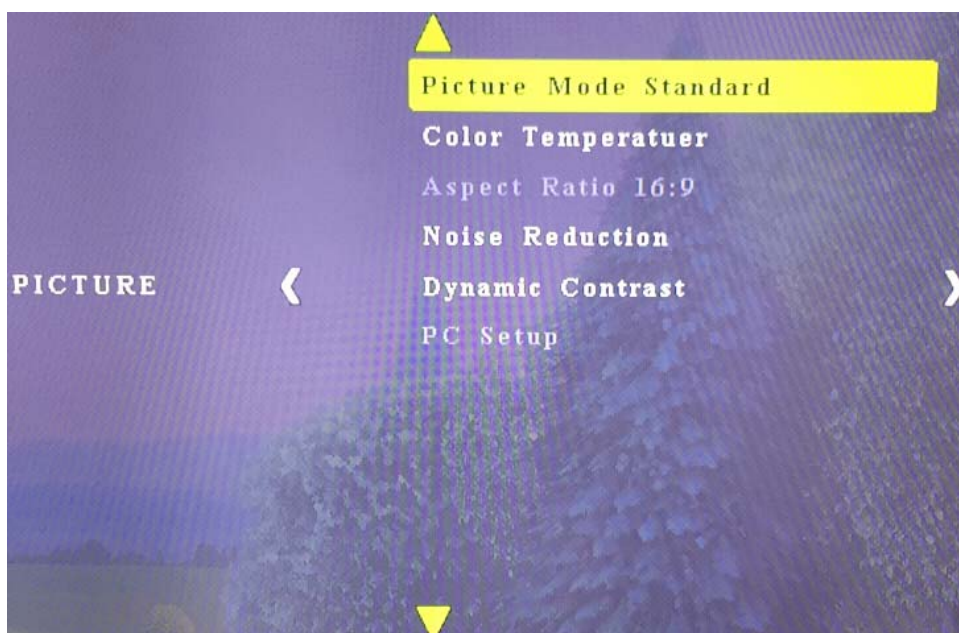 Picture Mode Standard
Color Temperatuer
Aspect Ratio 16:9
Noise Reduction
PICTURE
Dynamic Contrast
PC Setup